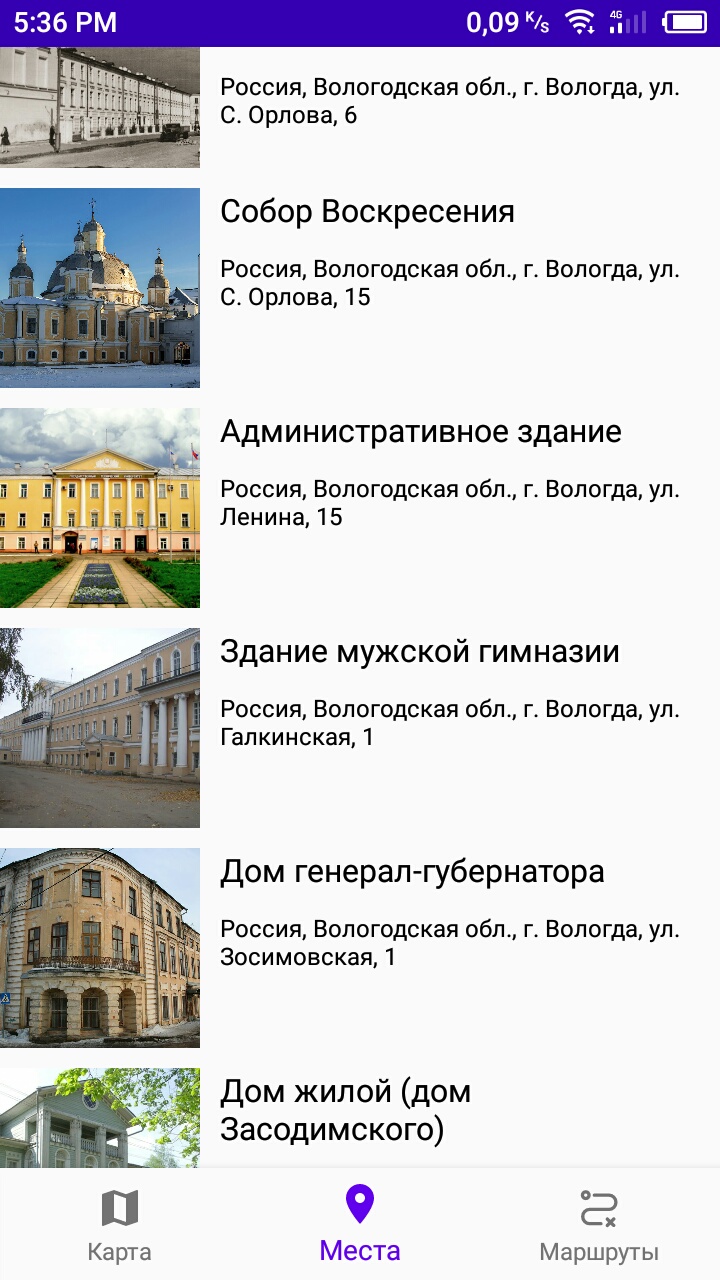 5:36 PM
0,09 K/s
4G
Россия, Вологодская обл., г. Вологда, ул.
С. Орлова, 6
Собор Воскресения
Россия, Вологодская обл., г. Вологда, ул.
С. Орлова, 15
Административное здание
Россия, Вологодская обл., г. Вологда, ул.
Ленина, 15
Здание мужской гимназии
Россия, Вологодская обл., г. Вологда, ул.
Галкинская, 1
Дом генерал-губернатора
Россия, Вологодская обл., г. Вологда, ул.
Зосимовская, 1
Дом жилой (дом
Засодимского)
Карта
Места
Маршруты